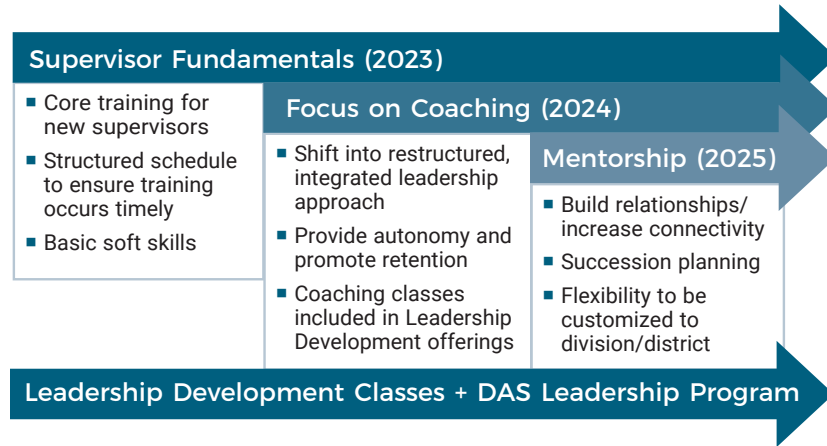 Supervisor Fundamentals (2023)
▪ Core training for
new supervisors
▪ Structured schedule
to ensure training
occurs timely
▪ Basic soft skills
Focus on Coaching (2024)
▪ Shift into restructured,
integrated leadership
approach
▪ Provide autonomy and
promote retention
▪ Coaching classes
included in Leadership
Development offerings
Mentorship (2025)
▪ Build relationships/
increase connectivity
▪ Succession planning
▪ Flexibility to be
customized to
division/district
Leadership Development Classes + DAS Leadership Program